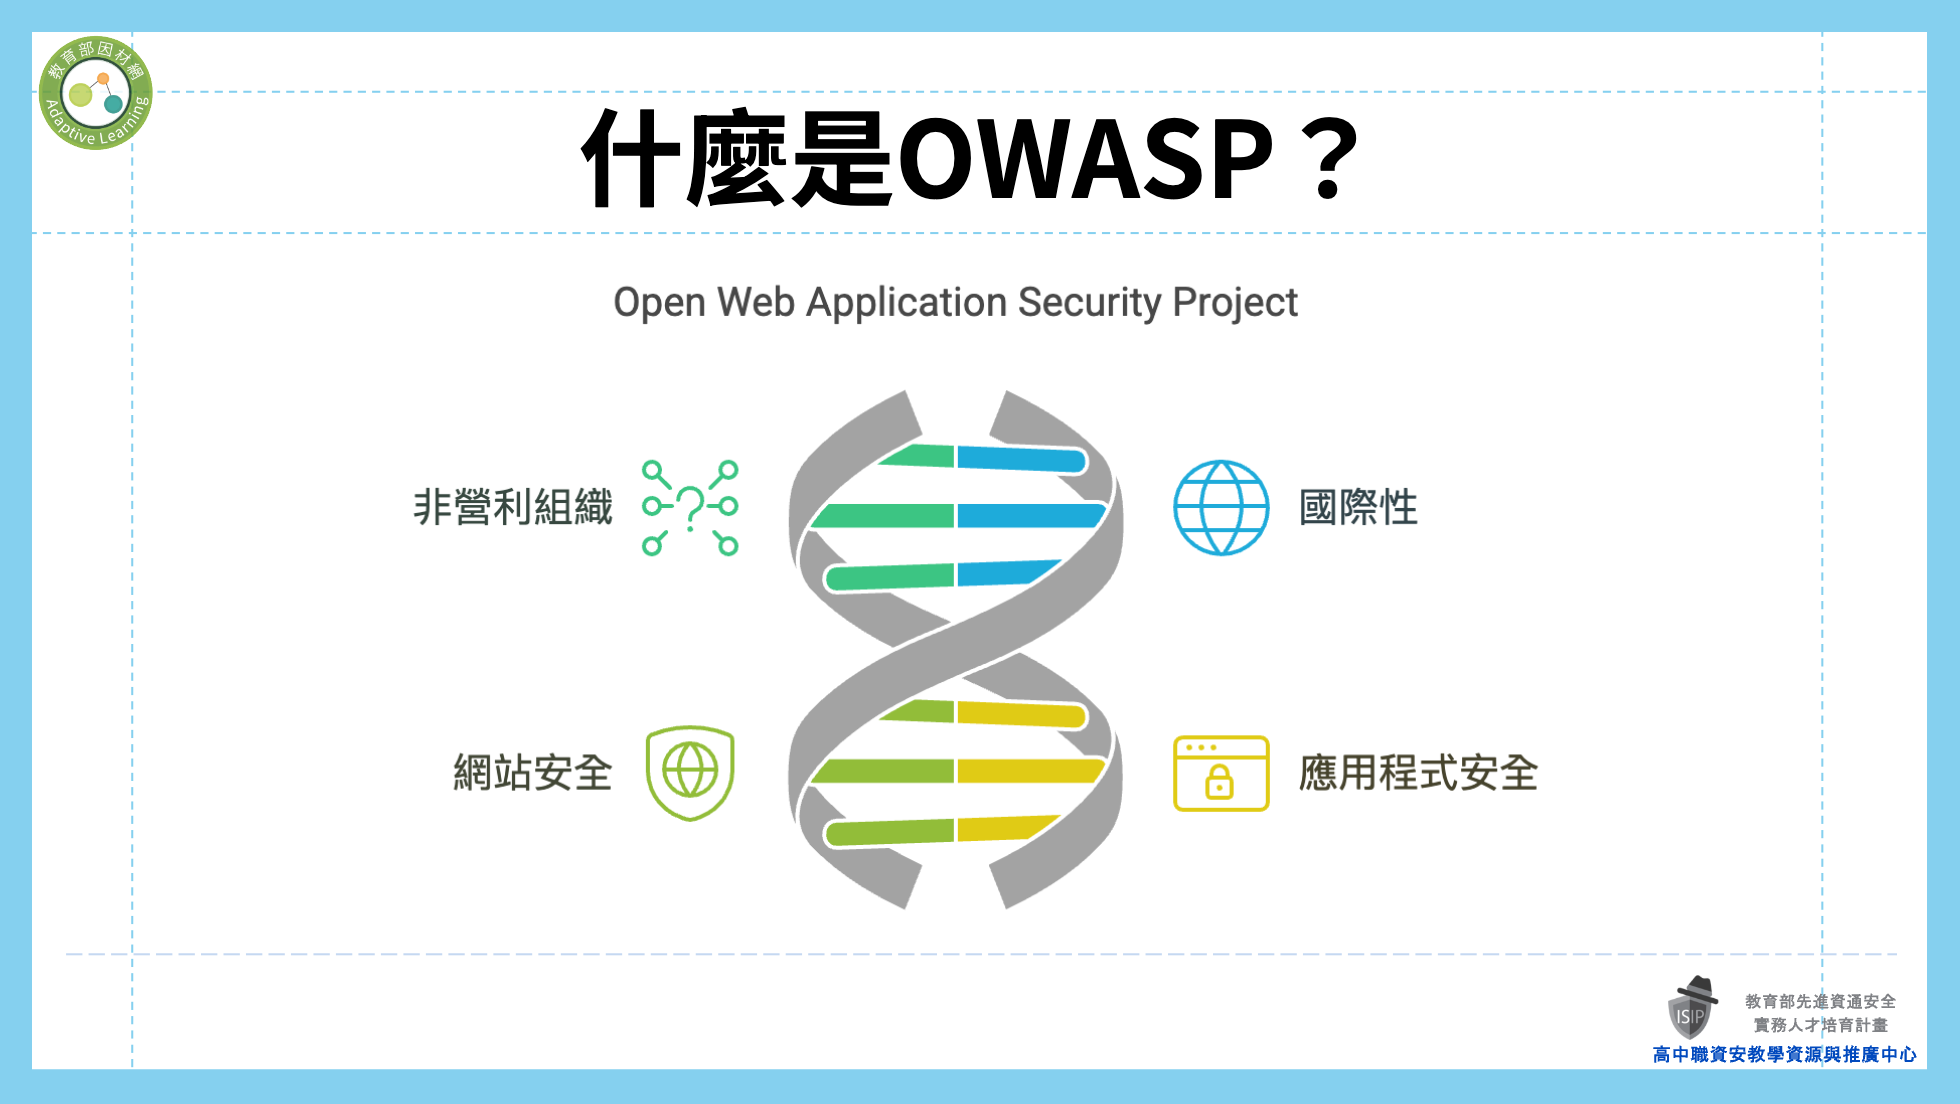 教育部因材網
Adaptive Learning
什麼是OWASP？
Open Web Application Security Project
非營利組織
國際性
網站安全
應用程式安全
ISIP
教育部先進資通安全
實務人才培育計畫
高中職資安教學資源與推廣中心